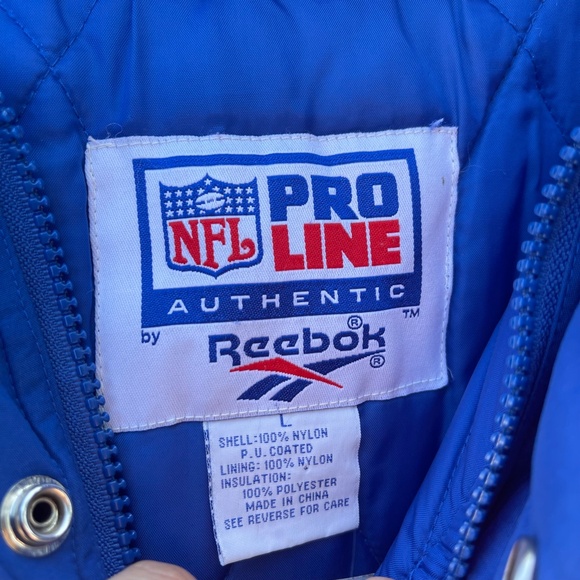 NFL
PRO
LINE
AUTHENTIC™
by
Reebok®
®
L
SHELL:100% NYLON
P.U.COATED
LINING: 100% NYLON
INSULATION:
100% POLYESTER
MADE IN CHINA
SEE REVERSE FOR CARE